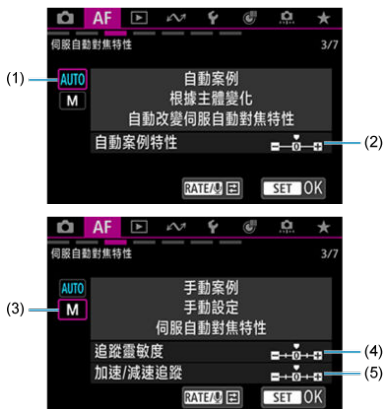 AF
伺服自動對焦特性
3/7
(1)
AUTO
M
自動案例
根據主體變化
自動改變伺服自動對焦特性
自動案例特性
0
(2)
RATE/
SET OK
AF
伺服自動對焦特性
3/7
AUTO
(3)
M
手動案例
手動設定
伺服自動對焦特性
追蹤靈敏度
0
(4)
加速/減速追蹤
0
(5)
RATE/
SET OK